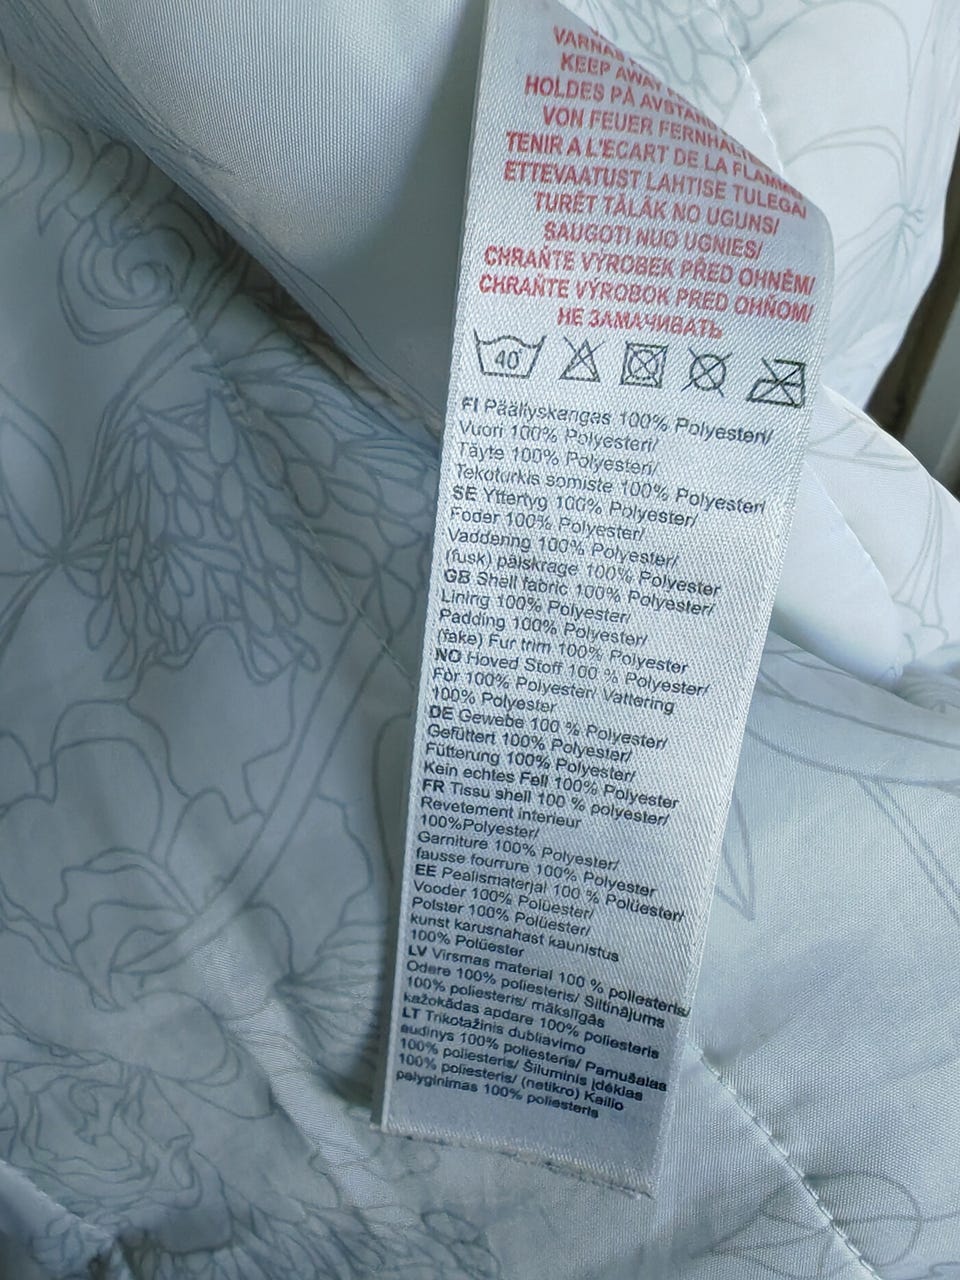 KEEP AWAY
HOLDES PÅ AVSTAND
VON FEUER FERNHALTE
TENIR A L'ECART DE LA FLAMM
ETTEVAATUST LAHTISE TULEGA/
TURĒT TĀLĀK NO UGUNS/
SAUGOTI NUO UGNIES/
CHRAŇTE VÝROBEK PŘED OHNĚM/
CHRAŇTE VÝROBOK PRED OHŇOM/
НЕ ЗАМАЧИВАТЬ
40°
FI Päällyskangas 100% Polyesteri/
Vuori 100% Polyesteri/
Täyte 100% Polyesteri/
Tekoturkis somiste 100% Polyesteri
SE Yttertyg 100% Polyester/
Foder 100% Polyester/
Vaddering 100% Polyester/
(fusk) pälskrage 100% Polyester
GB Shell fabric 100% Polyester/
Lining 100% Polyester/
Padding 100% Polyester/
(fake) Fur trim 100% Polyester
NO Hoved Stoff 100 % Polyester/
Fòr 100% Polyester/ Vattering
100% Polyester
DE Gewebe 100 % Polyester/
Gefüttert 100% Polyester/
Fütterung 100% Polyester/
Kein echtes Fell 100% Polyester
FR Tissu shell 100 % polyester/
Revetement interieur
100%Polyester/
Garniture 100% Polyester/
fausse fourrure 100% Polyester
EE Pealismaterjal 100 % Polüester/
Vooder 100% Polüester/
Polster 100% Polüester/
kunst karusnahast kaunistus
100% Polüester
LV Virsmas material 100 % poliesteris/
Odere 100% poliesteris/ Siltinājums
100% poliesteris/ mākslīgās
kažokādas apdare 100% poliesteris
LT Trikotažinis dubliavimo
audinys 100% poliesteris/ Pamušalas
100% poliesteris/ Šiluminis įdėklas
100% poliesteris/ (netikro) Kailio
palyginimas 100% poliesteris